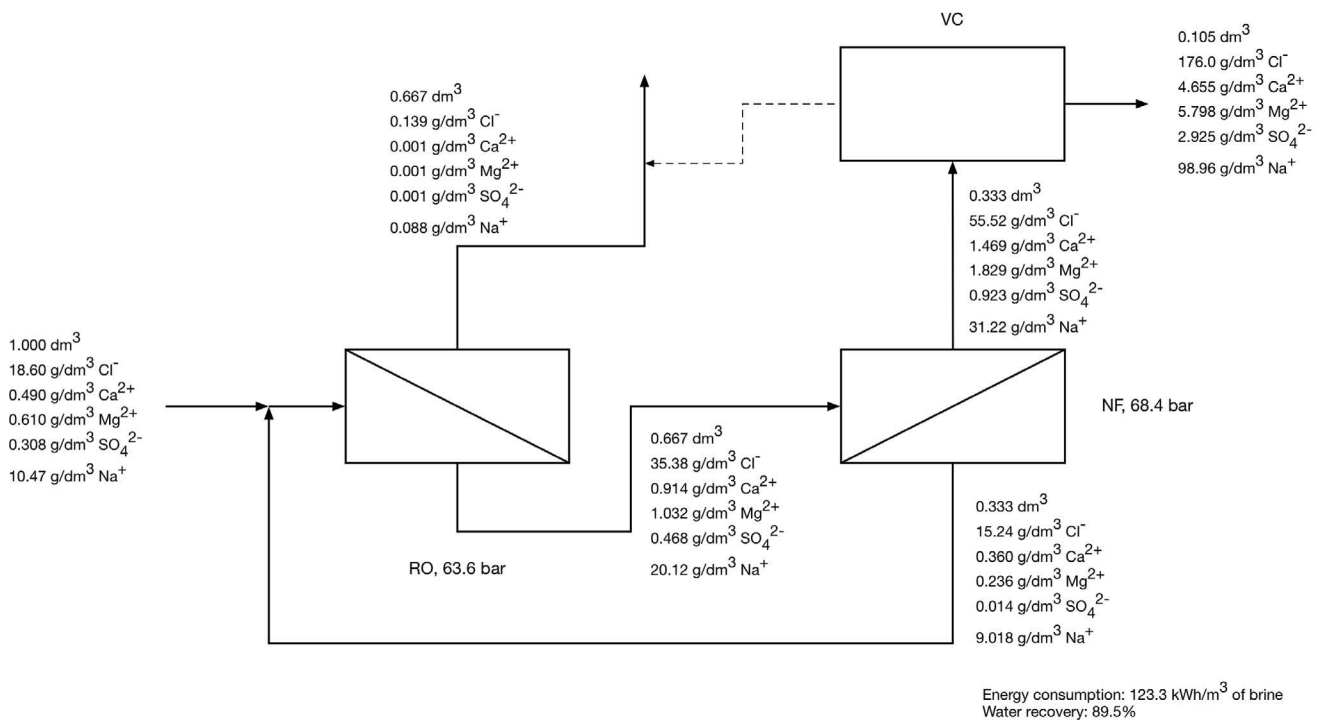 VC
0.105 dm³
176.0 g/dm³ Cl⁻
4.655 g/dm³ Ca²⁺
5.798 g/dm³ Mg²⁺
2.925 g/dm³ SO₄²⁻
98.96 g/dm³ Na⁺
0.667 dm³
0.139 g/dm³ Cl⁻
0.001 g/dm³ Ca²⁺
0.001 g/dm³ Mg²⁺
0.001 g/dm³ SO₄²⁻
0.088 g/dm³ Na⁺
0.333 dm³
55.52 g/dm³ Cl⁻
1.469 g/dm³ Ca²⁺
1.829 g/dm³ Mg²⁺
0.923 g/dm³ SO₄²⁻
31.22 g/dm³ Na⁺
1.000 dm³
18.60 g/dm³ Cl⁻
0.490 g/dm³ Ca²⁺
0.610 g/dm³ Mg²⁺
0.308 g/dm³ SO₄²⁻
10.47 g/dm³ Na⁺
NF, 68.4 bar
0.667 dm³
35.38 g/dm³ Cl⁻
0.914 g/dm³ Ca²⁺
1.032 g/dm³ Mg²⁺
0.468 g/dm³ SO₄²⁻
20.12 g/dm³ Na⁺
RO, 63.6 bar
0.333 dm³
15.24 g/dm³ Cl⁻
0.360 g/dm³ Ca²⁺
0.236 g/dm³ Mg²⁺
0.014 g/dm³ SO₄²⁻
9.018 g/dm³ Na⁺
Energy consumption: 123.3 kWh/m³ of brine
Water recovery: 89.5%